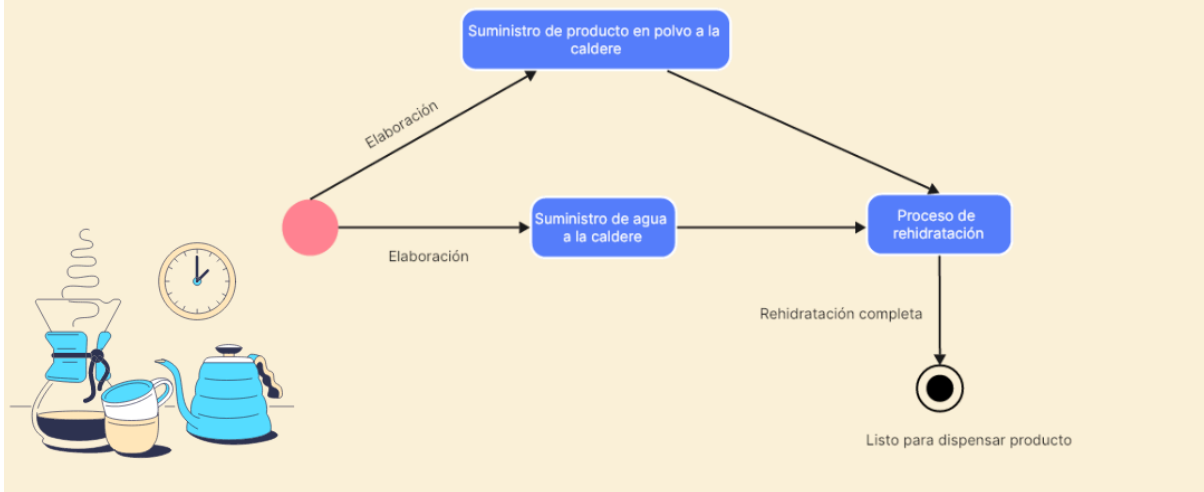 Suministro de producto en polvo a la
caldere
Elaboración
Suministro de agua
a la caldere
Proceso de
rehidratación
Elaboración
Rehidratación completa
Listo para dispensar producto